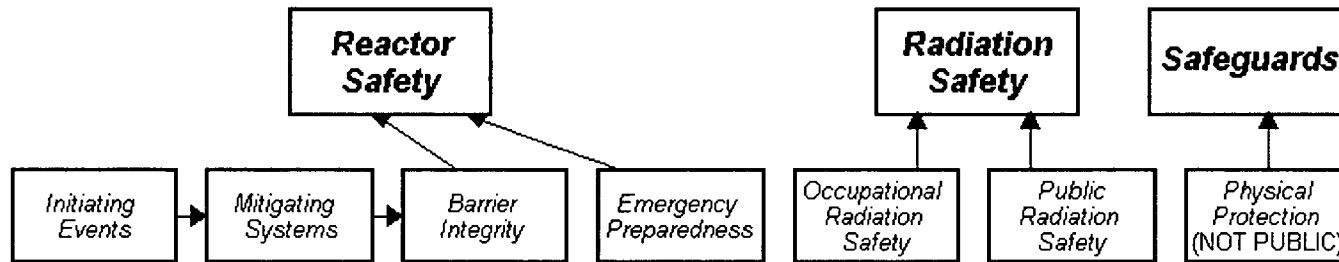 Reactor
Safety
Radiation
Safety
Safeguards
Initiating
Events
Mitigating
Systems
Barrier
Integrity
Emergency
Preparedness
Occupational
Radiation
Safety
Public
Radiation
Safety
Physical
Protection
(NOT PUBLIC)